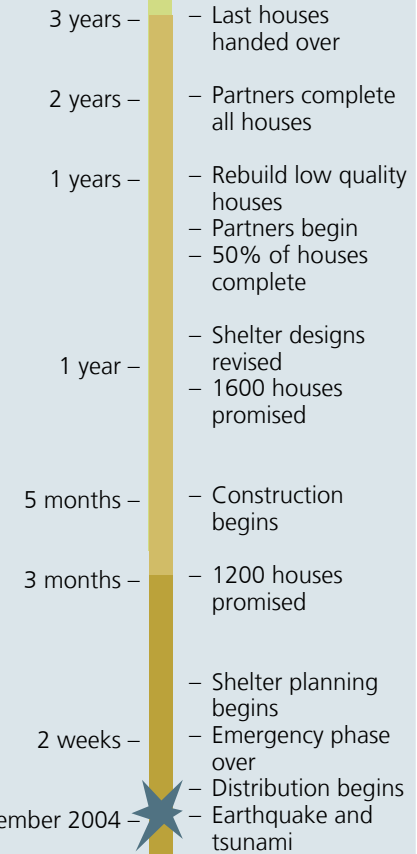 3 years –
– Last houses
handed over
2 years –
– Partners complete
all houses
1 years –
– Rebuild low quality
houses
– Partners begin
– 50% of houses
complete
1 year –
– Shelter designs
revised
– 1600 houses
promised
5 months –
– Construction
begins
3 months –
– 1200 houses
promised
– Shelter planning
begins
2 weeks –
– Emergency phase
over
– Distribution begins
ember 2004 –
– Earthquake and
tsunami